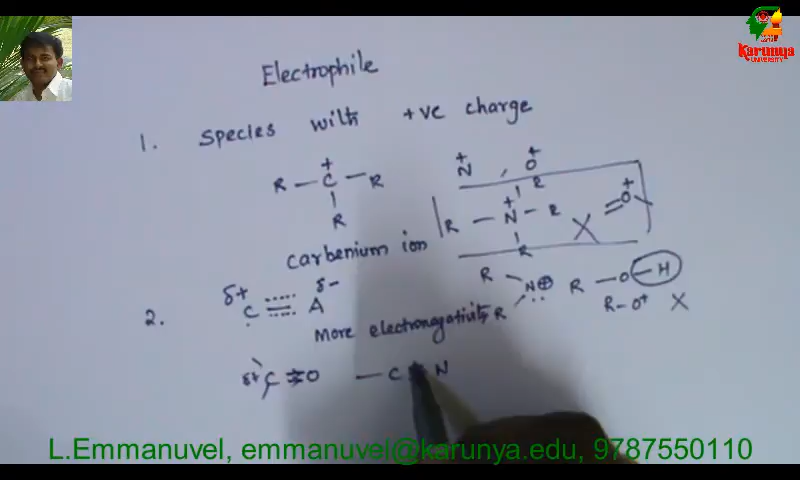 Karunya
UNIVERSITY
Electrophile
1. Species with +ve charge
R — C — R
+
R
N+ , O+
R
R — N — R
+
R
X
=O+
carbenium ion
2. δ+ C A δ-
R
N⊕
R
R — O — H
R—O+ X
More electronegativity
δ+ C O
— C N
L.Emmanuvel, emmanuvel@karunya.edu, 9787550110